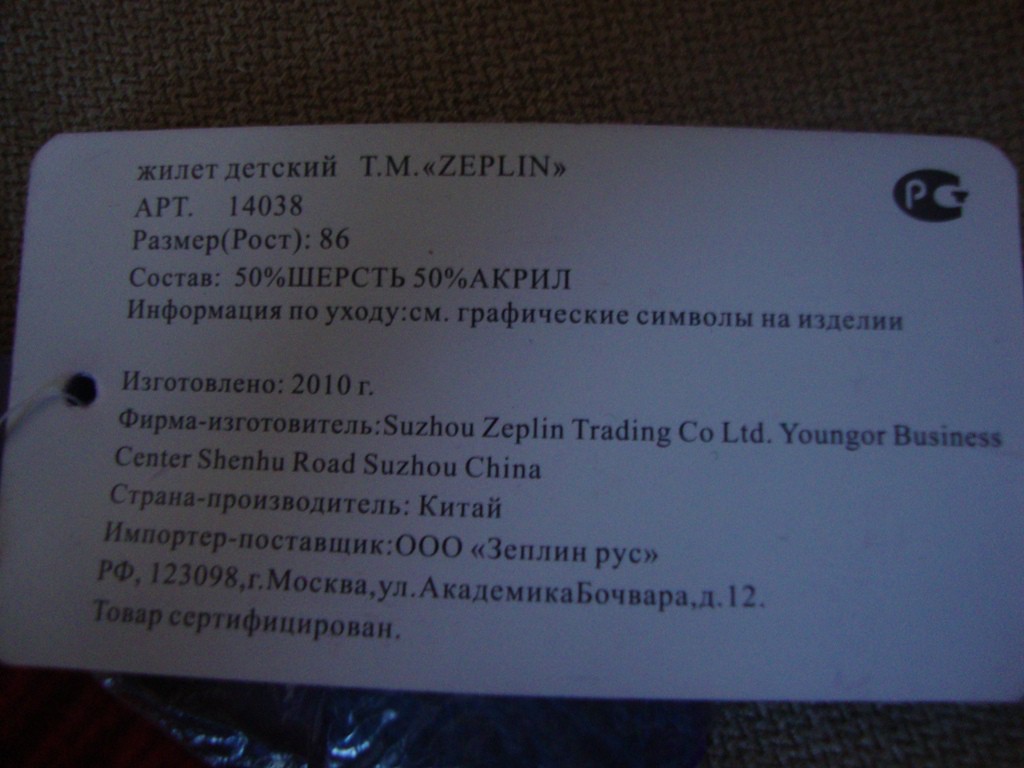 жилет детский Т.М.«ZEPLIN»
АРТ. 14038
Размер(Рост): 86
Состав: 50%ШЕРСТЬ 50%АКРИЛ
Информация по уходу:см. графические символы на изделии
Изготовлено: 2010 г.
Фирма-изготовитель:Suzhou Zeplin Trading Co Ltd. Youngor Business
Center Shenhu Road Suzhou China
Страна-производитель: Китай
Импортер-поставщик:ООО «Зеплин рус»
РФ, 123098,г.Москва,ул.АкадемикаБочвара,д.12.
Товар сертифицирован.